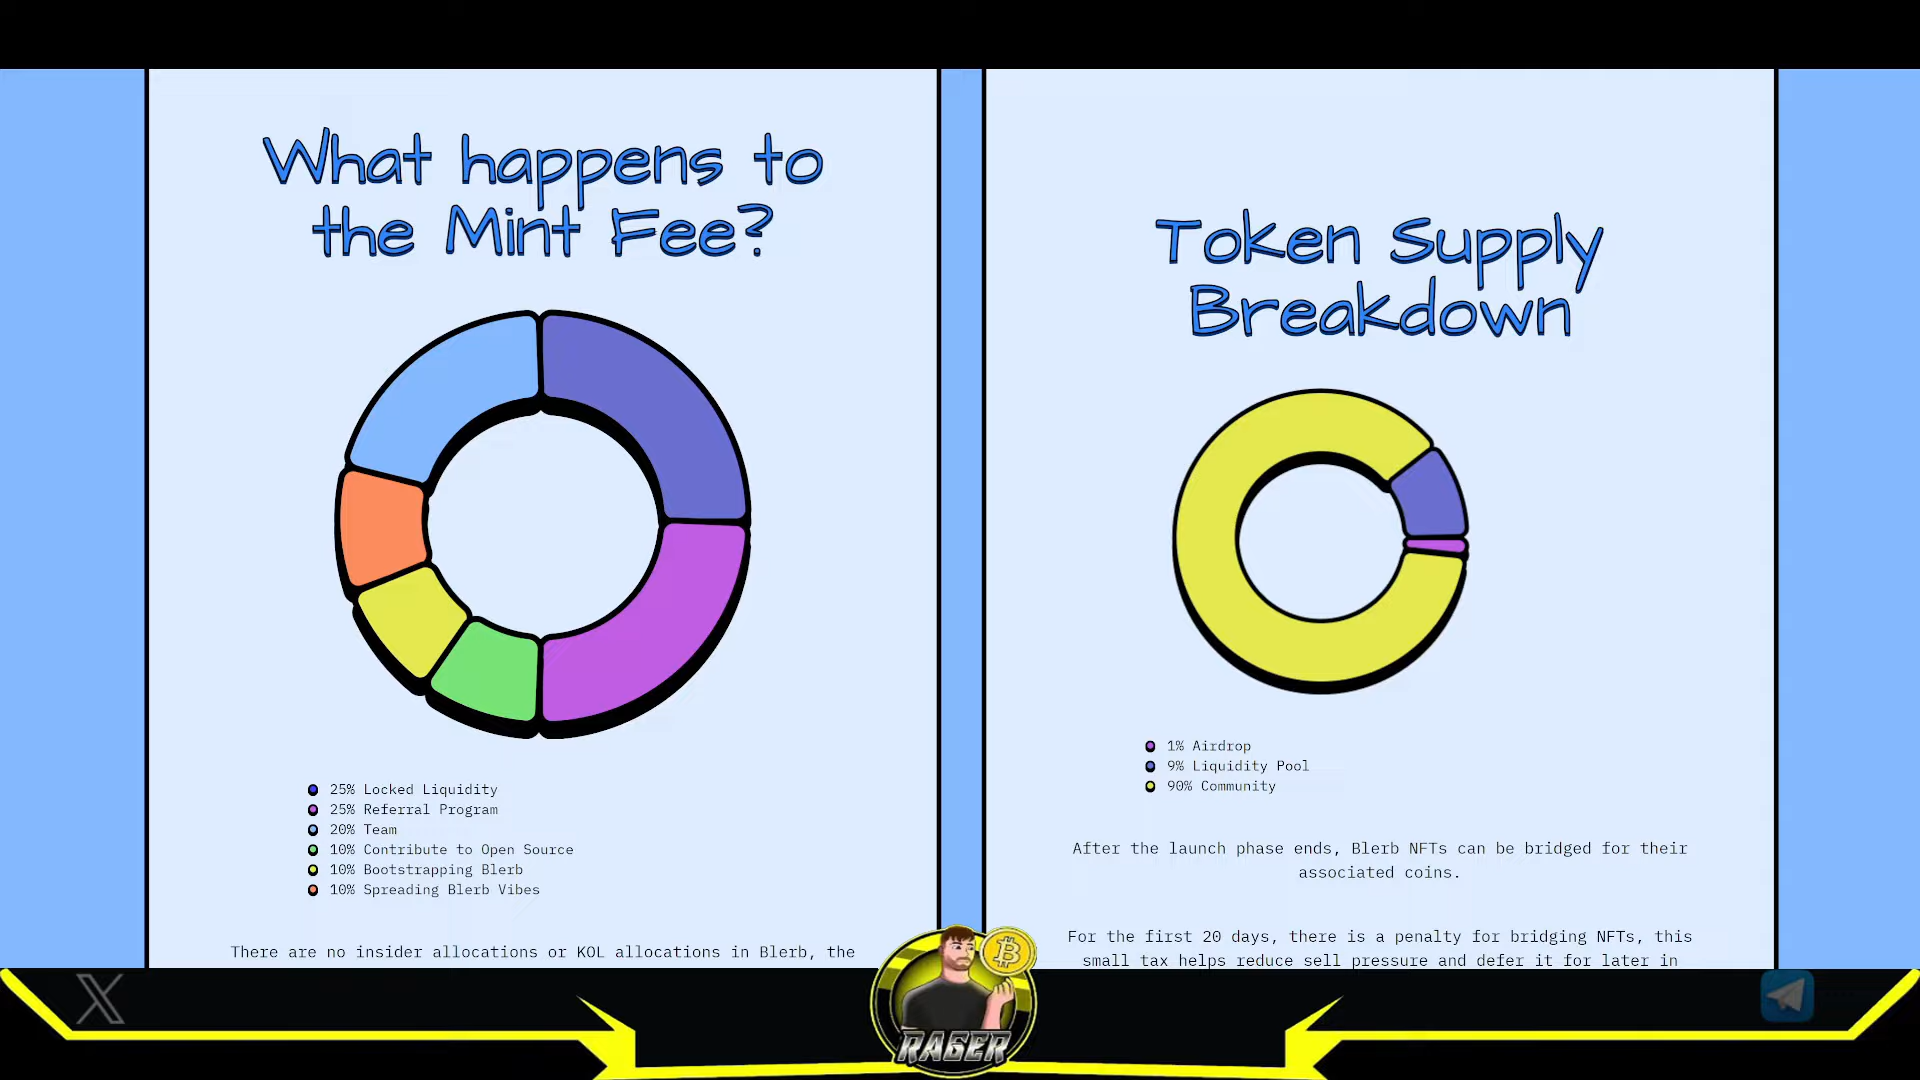 What happens to
the Mint Fee?
25% Locked Liquidity
25% Referral Program
20% Team
10% Contribute to Open Source
10% Bootstrapping Blerb
10% Spreading Blerb Vibes
There are no insider allocations or KOL allocations in Blerb, the
Token Supply
Breakdown
1% Airdrop
9% Liquidity Pool
90% Community
After the launch phase ends, Blerb NFTs can be bridged for their
associated coins.
For the first 20 days, there is a penalty for bridging NFTs, this
small tax helps reduce sell pressure and defer it for later in
RAGER